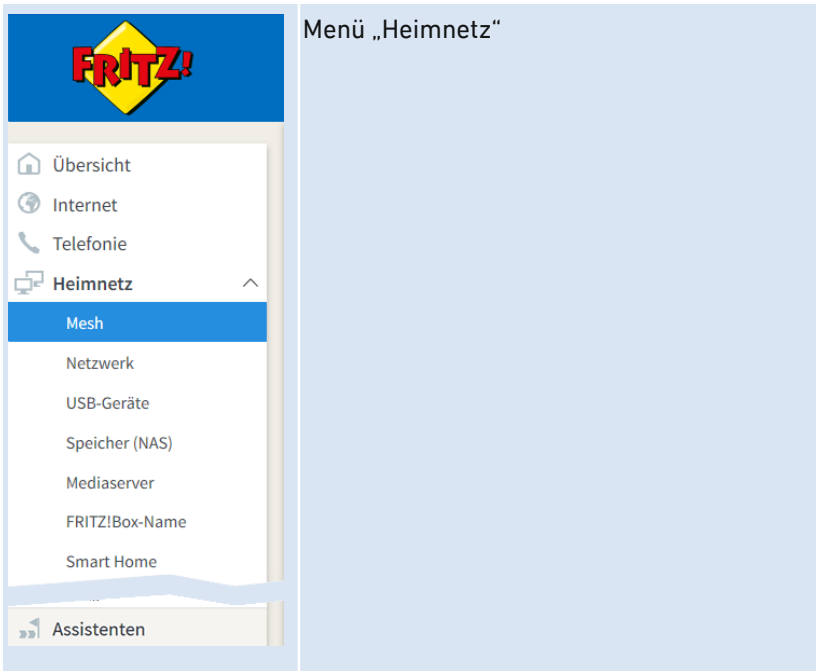 FRITZ!
Übersicht
Internet
Telefonie
Heimnetz
Mesh
Netzwerk
USB-Geräte
Speicher (NAS)
Mediaserver
FRITZ!Box-Name
Smart Home
Assistenten
Menü „Heimnetz“